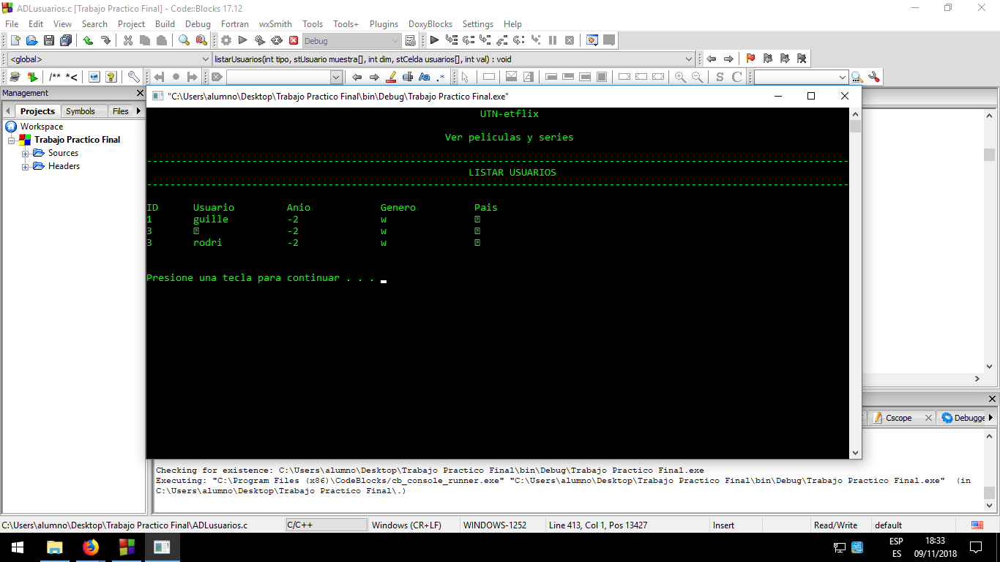 ADLusuarios.c [Trabajo Practico Final] - Code::Blocks 17.12
File Edit View Search Project Build Debug Fortran wxSmith Tools Tools+ Plugins DoxyBlocks Settings Help
Debug
<global> listarUsuarios(int tipo, stUsuario muestra[], int dim, stCelda usuarios[], int val) : void
/** *< Aa .* S C
Management
Projects Symbols Files
Workspace
Trabajo Practico Final
Sources
Headers
"C:\Users\alumno\Desktop\Trabajo Practico Final\bin\Debug\Trabajo Practico Final.exe"
UTN-etflix
Ver peliculas y series
LISTAR USUARIOS
ID Usuario Anio Genero Pais
1 guille -2 w
3 -2 w
3 rodri -2 w
Presione una tecla para continuar . . .
Cscope Debugge
Checking for existence: C:\Users\alumno\Desktop\Trabajo Practico Final\bin\Debug\Trabajo Practico Final.exe
Executing: "C:\Program Files (x86)\CodeBlocks/cb_console_runner.exe" "C:\Users\alumno\Desktop\Trabajo Practico Final\bin\Debug\Trabajo Practico Final.exe" (in
C:\Users\alumno\Desktop\Trabajo Practico Final\.)
C:\Users\alumno\Desktop\Trabajo Practico Final\ADLusuarios.c C/C++ Windows (CR+LF) WINDOWS-1252 Line 413, Col 1, Pos 13427 Insert Read/Write default
ESP
ES
18:33
09/11/2018